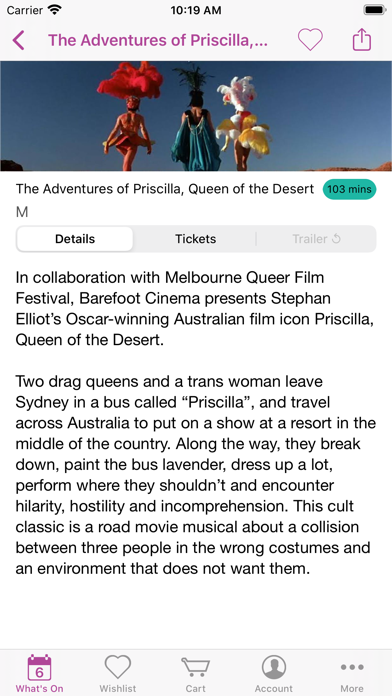 Carrier 10:19 AM
The Adventures of Priscilla,...
The Adventures of Priscilla, Queen of the Desert 103 mins
M
Details Tickets Trailer
In collaboration with Melbourne Queer Film
Festival, Barefoot Cinema presents Stephan
Elliot’s Oscar-winning Australian film icon Priscilla,
Queen of the Desert.
Two drag queens and a trans woman leave
Sydney in a bus called “Priscilla”, and travel
across Australia to put on a show at a resort in the
middle of the country. Along the way, they break
down, paint the bus lavender, dress up a lot,
perform where they shouldn’t and encounter
hilarity, hostility and incomprehension. This cult
classic is a road movie musical about a collision
between three people in the wrong costumes and
an environment that does not want them.
6
What's On Wishlist Cart Account More